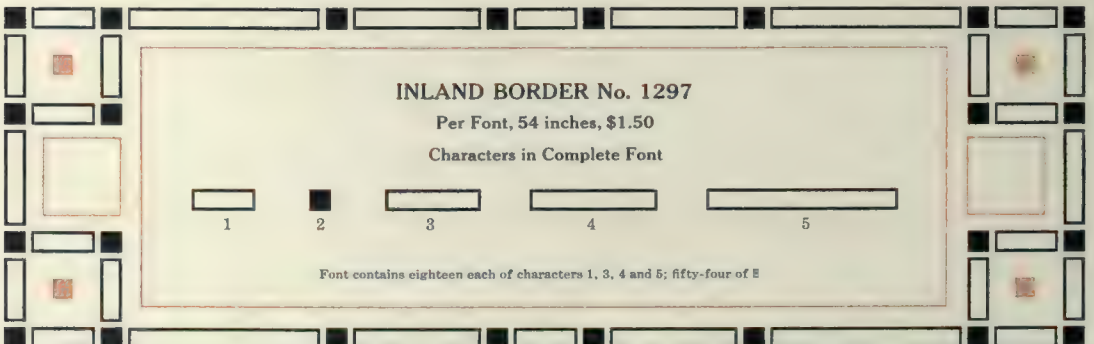 INLAND BORDER No. 1297
Per Font, 54 inches, $1.50
Characters in Complete Font
1 2 3 4 5
Font contains eighteen each of characters 1, 3, 4 and 5; fifty-four of